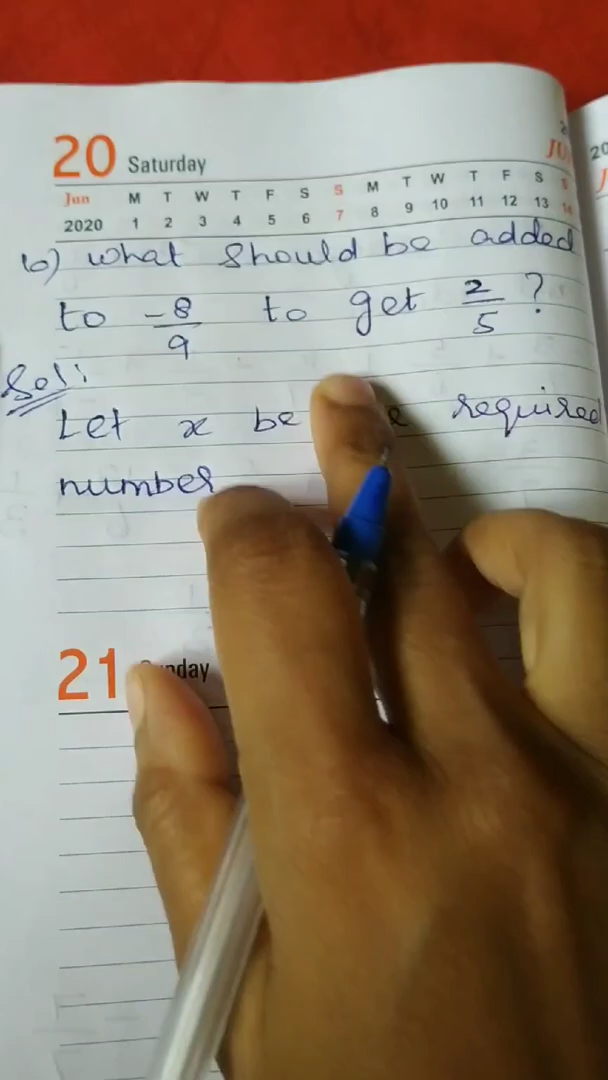 20 Saturday
Jun M T W T F S S M T W T F S S
2020 1 2 3 4 5 6 7 8 9 10 11 12 13 14
6) what should be added
to -8/9 to get 2/5 ?
Sol:
Let x be required
number
21